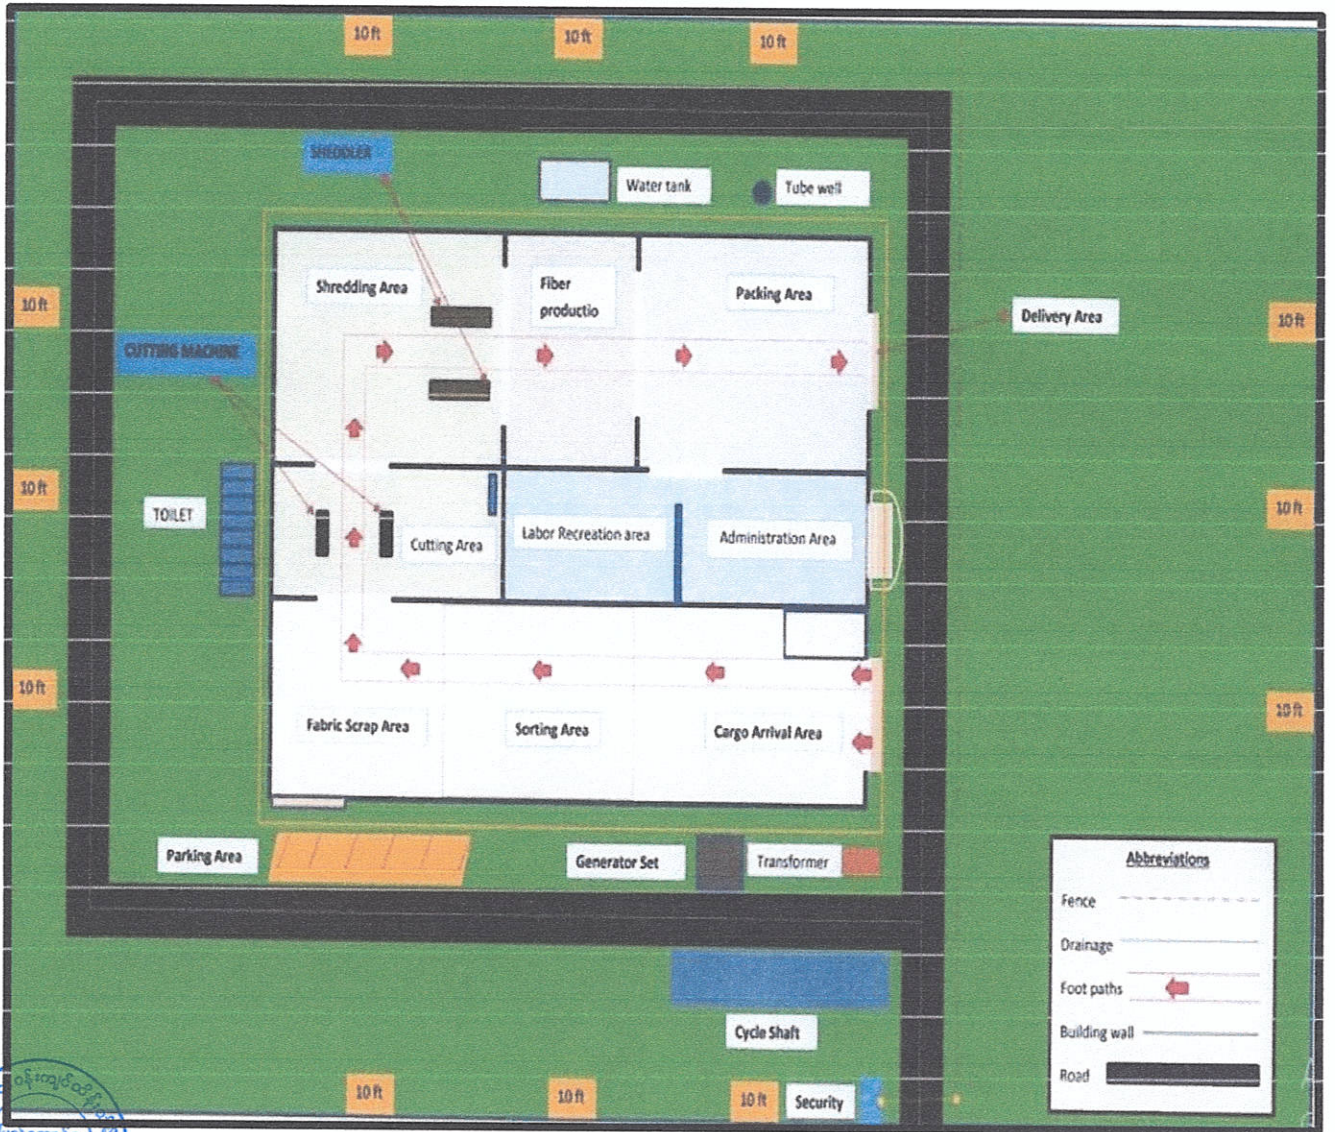 10 ft
10 ft
10 ft
SHEDDLER
Water tank
Tube well
Shredding Area
Fiber
productio
Packing Area
10 ft
Delivery Area
10 ft
CUTTING MACHINE
10 ft
TOILET
Cutting Area
Labor Recreation area
Administration Area
10 ft
10 ft
Fabric Scrap Area
Sorting Area
Cargo Arrival Area
10 ft
Parking Area
Generator Set
Transformer
Abbreviations
Fence
Drainage
Foot paths
Building wall
Road
Cycle Shaft
10 ft
10 ft
10 ft
Security